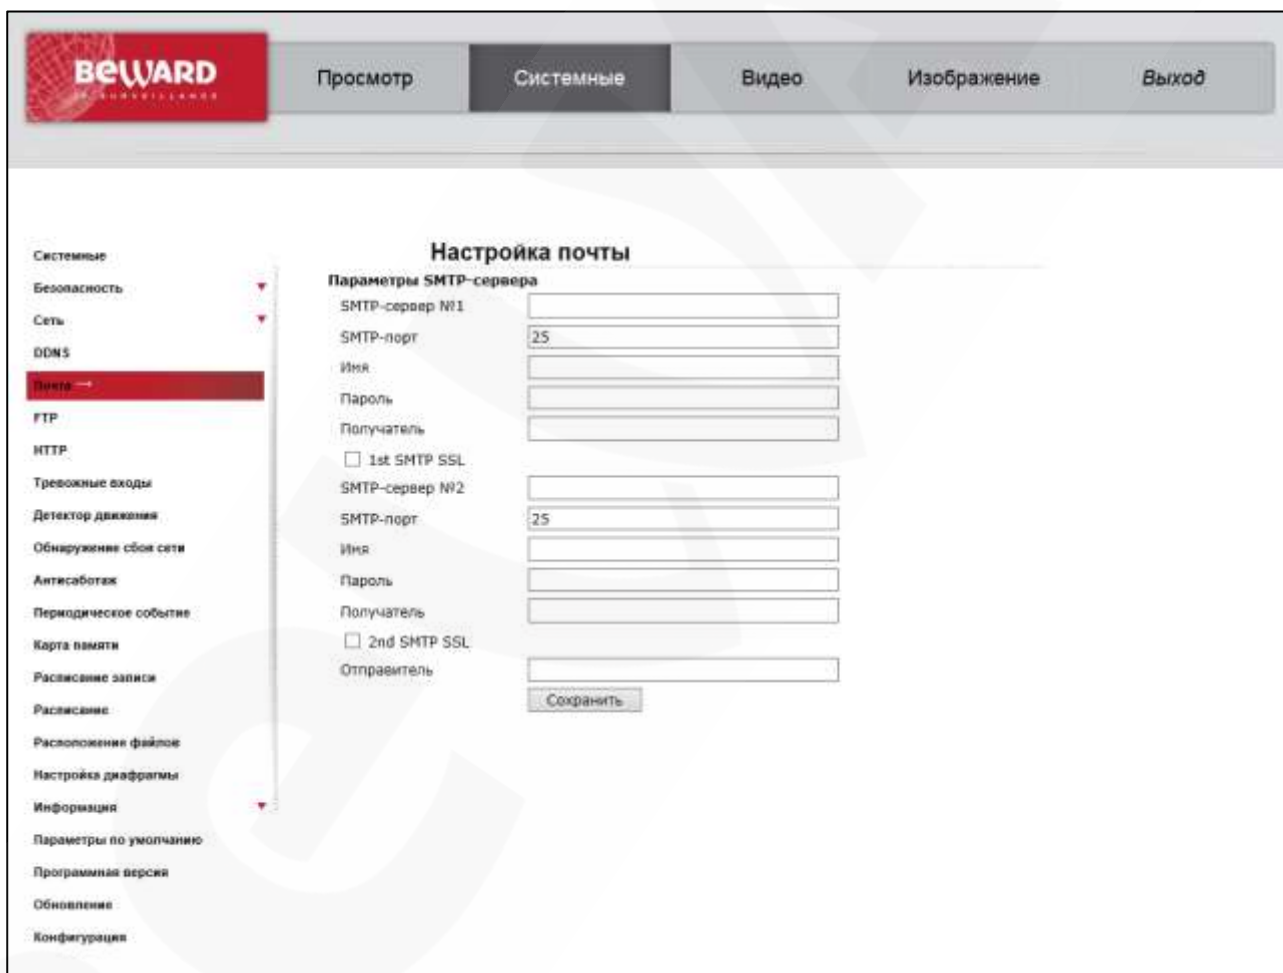 BEWARD
IP SURVEILLANCE
Просмотр
Системные
Видео
Изображение
Выход
Системные
Безопасность
Сеть
DDNS
Почта →
FTP
HTTP
Тревожные входы
Детектор движения
Обнаружение сбоя сети
Антисаботаж
Периодическое событие
Карта памяти
Расписание записи
Расписание
Расположение файлов
Настройка диафрагмы
Информация
Параметры по умолчанию
Программная версия
Обновление
Конфигурация
Настройка почты
Параметры SMTP-сервера
SMTP-сервер №1
SMTP-порт 25
Имя
Пароль
Получатель
1st SMTP SSL
SMTP-сервер №2
SMTP-порт 25
Имя
Пароль
Получатель
2nd SMTP SSL
Отправитель
Сохранить